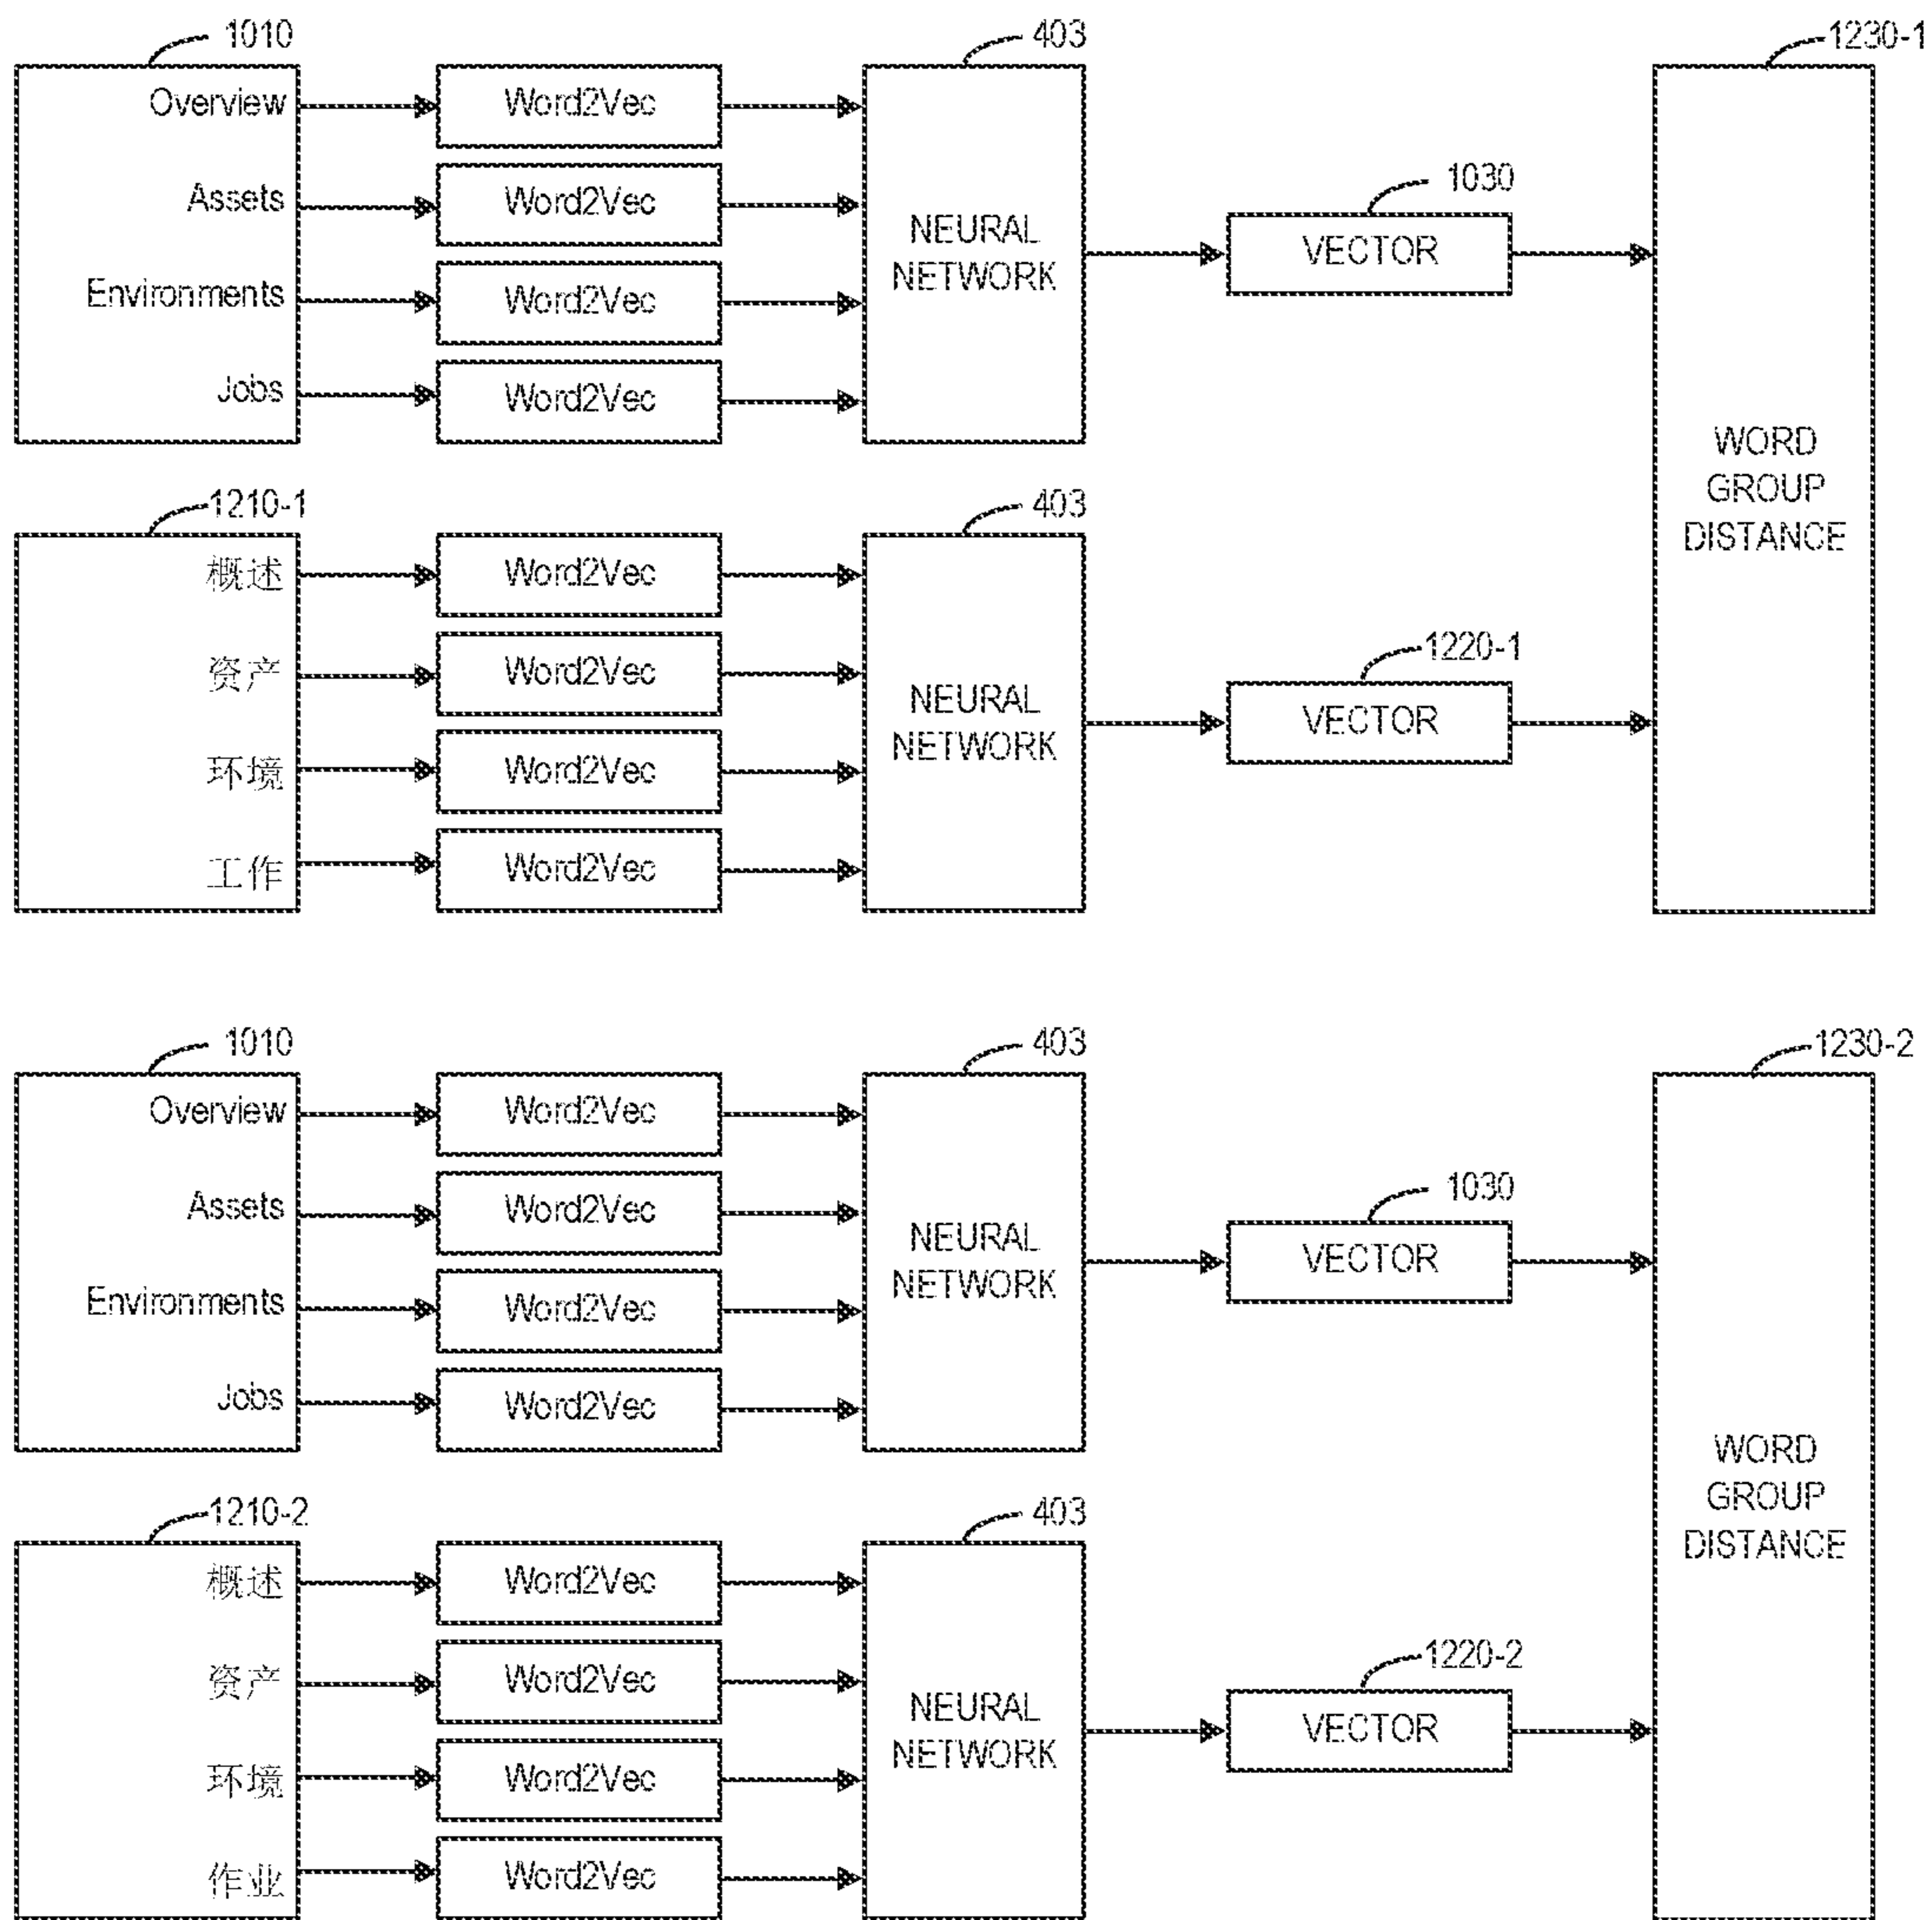 1010
403
1230-1
Overview
Word2Vec
Assets
Word2Vec
Environments
Word2Vec
Jobs
Word2Vec
NEURAL
NETWORK
1030
VECTOR
WORD
GROUP
DISTANCE
1210-1
403
概述
Word2Vec
资产
Word2Vec
环境
Word2Vec
工作
Word2Vec
NEURAL
NETWORK
1220-1
VECTOR
1010
403
1230-2
Overview
Word2Vec
Assets
Word2Vec
Environments
Word2Vec
Jobs
Word2Vec
NEURAL
NETWORK
1030
VECTOR
WORD
GROUP
DISTANCE
1210-2
403
概述
Word2Vec
资产
Word2Vec
环境
Word2Vec
作业
Word2Vec
NEURAL
NETWORK
1220-2
VECTOR